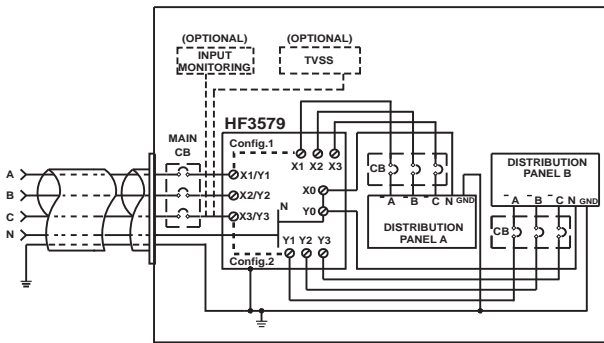 (OPTIONAL)
INPUT
MONITORING
(OPTIONAL)
TVSS
HF3579
MAIN
CB
Config.1
X1 X2 X3
A
B
C
N
X1/Y1
X2/Y2
X3/Y3
N
X0
Y0
Y1 Y2 Y3
Config.2
CB
A B C N GND
DISTRIBUTION
PANEL A
DISTRIBUTION
PANEL B
A B C N GND
CB